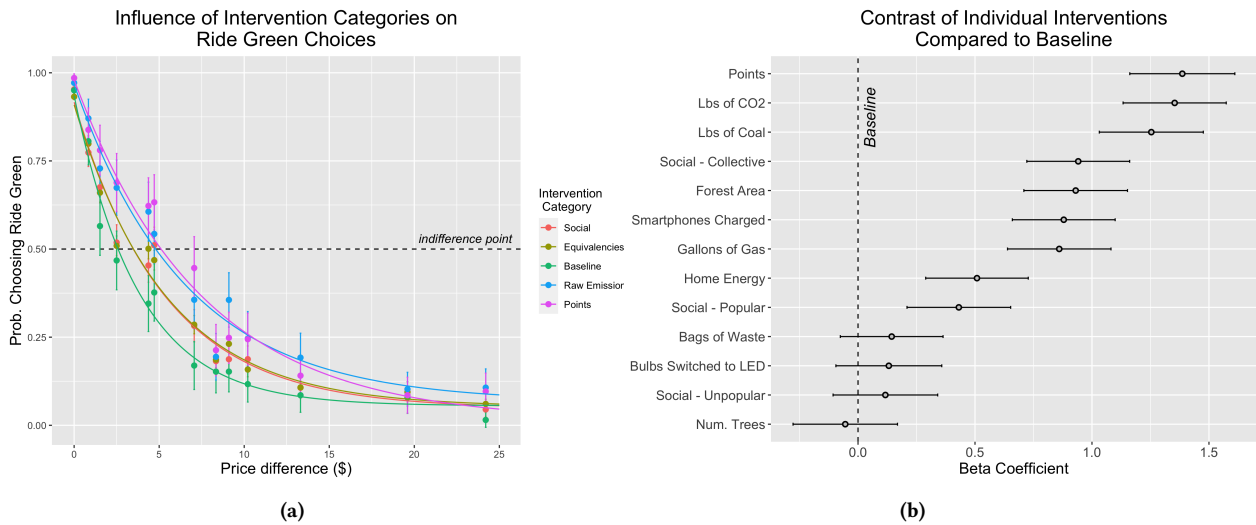 Influence of Intervention Categories on
Ride Green Choices
Prob. Choosing Ride Green
1.00
0.75
0.50
0.25
0.00
indifference point
0
5
10
15
20
25
Price difference ($)
Intervention
Category
Social
Equivalencies
Baseline
Raw Emissior
Points
(a)
Contrast of Individual Interventions
Compared to Baseline
Points
Lbs of CO2
Lbs of Coal
Social - Collective
Forest Area
Smartphones Charged
Gallons of Gas
Home Energy
Social - Popular
Bags of Waste
Bulbs Switched to LED
Social - Unpopular
Num. Trees
Baseline
0.0
0.5
1.0
1.5
Beta Coefficient
(b)